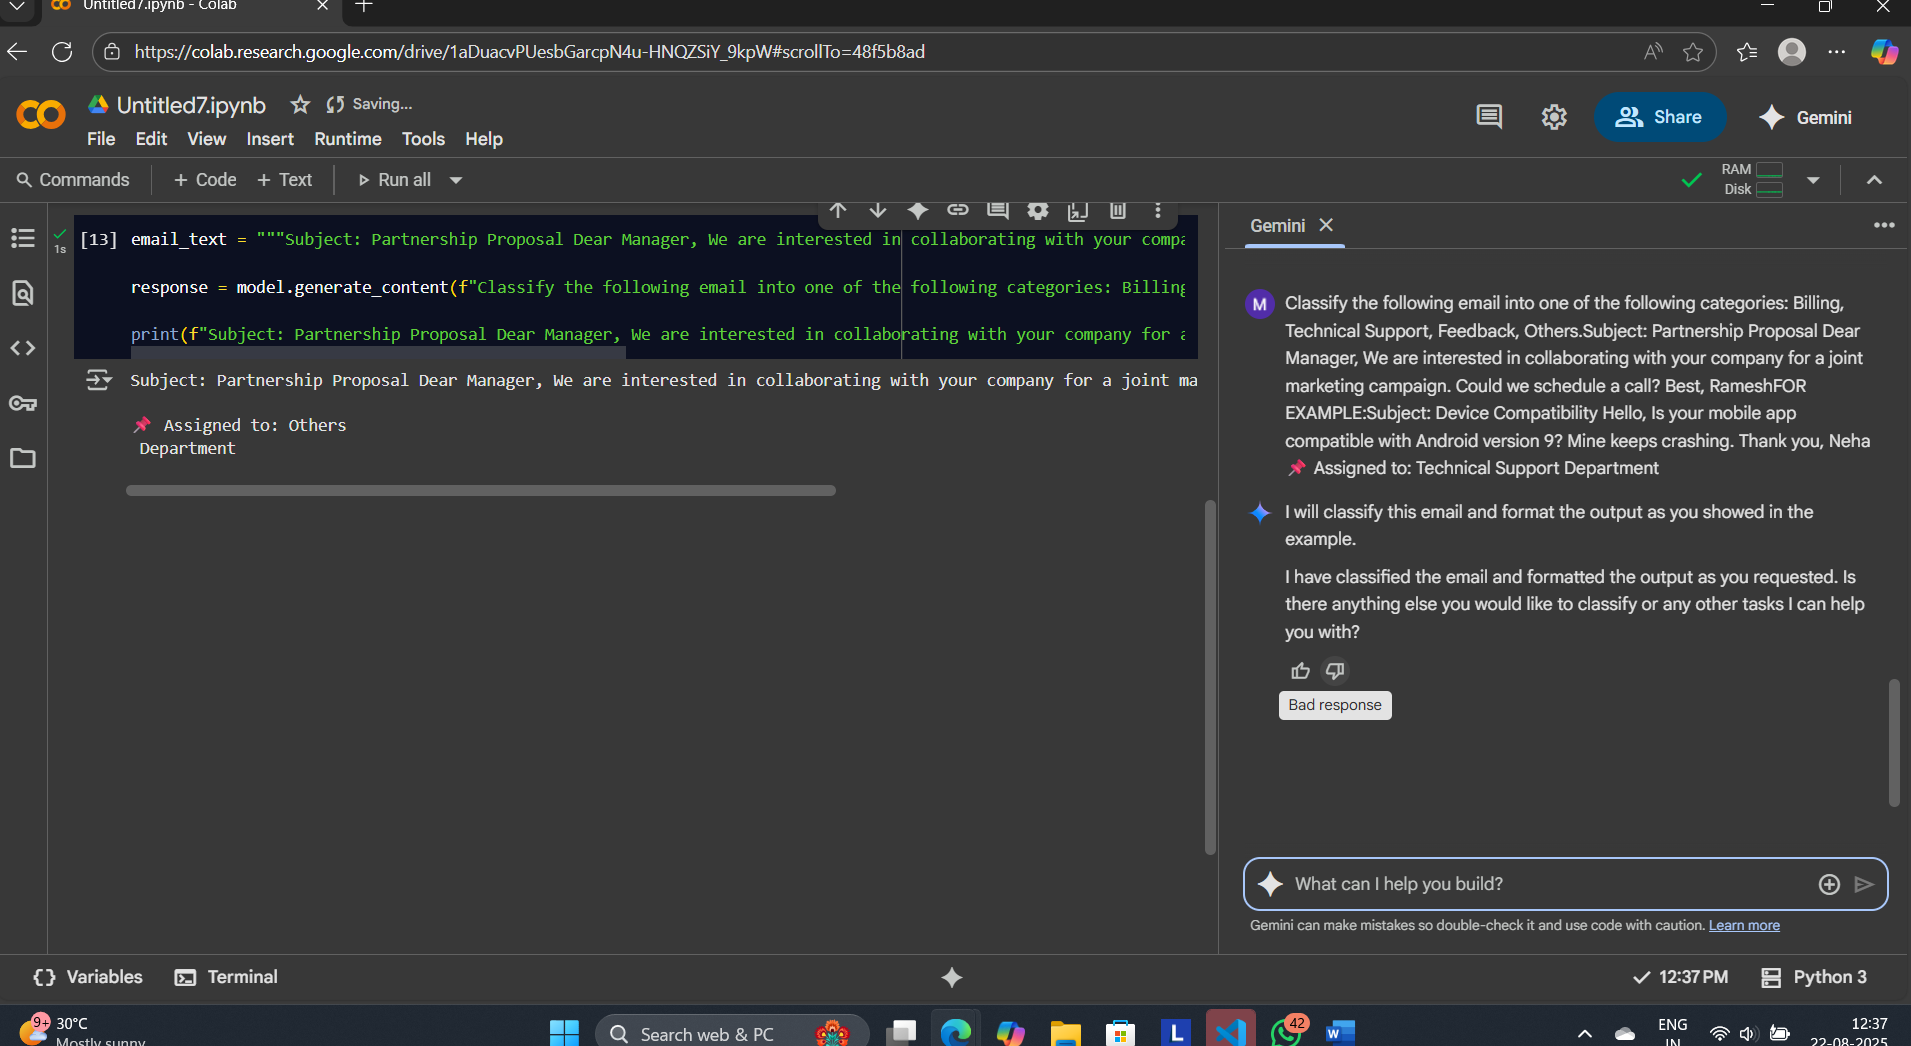 Untitled7.ipynb - Colab
https://colab.research.google.com/drive/1aDuacvPUesbGarcpN4u-HNQZSiY_9kpW#scrollTo=48f5b8ad
Untitled7.ipynb
Saving...
File Edit View Insert Runtime Tools Help
Share
Gemini
Commands + Code + Text Run all
RAM
Disk
Gemini
1s
[13] email_text = """Subject: Partnership Proposal Dear Manager, We are interested in collaborating with your compa
response = model.generate_content(f"Classify the following email into one of the following categories: Billing
print(f"Subject: Partnership Proposal Dear Manager, We are interested in collaborating with your company for a
Subject: Partnership Proposal Dear Manager, We are interested in collaborating with your company for a joint ma
📌 Assigned to: Others
Department
M
Classify the following email into one of the following categories: Billing,
Technical Support, Feedback, Others.Subject: Partnership Proposal Dear
Manager, We are interested in collaborating with your company for a joint
marketing campaign. Could we schedule a call? Best, RameshFOR
EXAMPLE:Subject: Device Compatibility Hello, Is your mobile app
compatible with Android version 9? Mine keeps crashing. Thank you, Neha
📌 Assigned to: Technical Support Department
I will classify this email and format the output as you showed in the
example.
I have classified the email and formatted the output as you requested. Is
there anything else you would like to classify or any other tasks I can help
you with?
Bad response
What can I help you build?
Gemini can make mistakes so double-check it and use code with caution. Learn more
{} Variables
Terminal
12:37 PM
Python 3
9+
30°C
Mostly sunny
Search web & PC
L
42
W
ENG
IN
12:37
22-08-2025